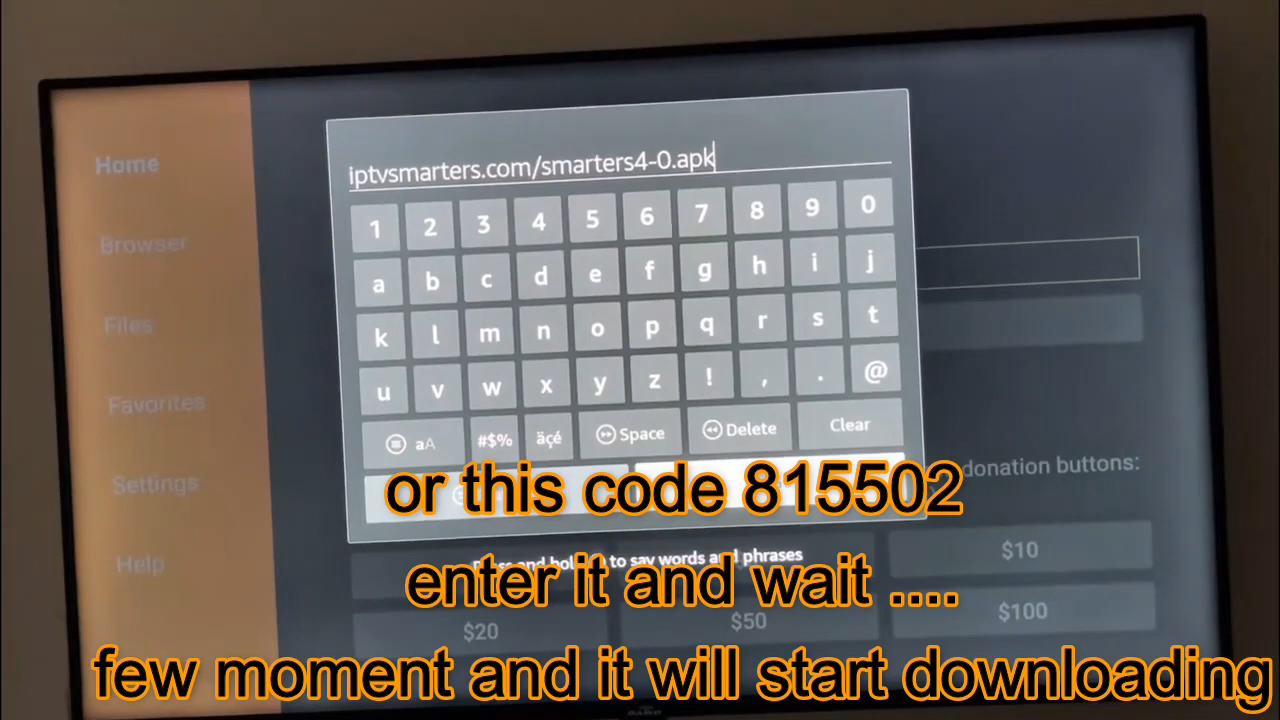 iptvsmarters.com/smarters4-0.apk
Home
Browser
Files
Favorites
Settings
Help
1 2 3 4 5 6 7 8 9 0
a b c d e f g h i j
k l m n o p q r s t
u v w x y z ! , . @
aA #$% äçé Space Delete Clear
donation buttons:
or this code 815502
and hold to say words and phrases
enter it and wait ....
$10
$20 $50 $100
few moment and it will start downloading